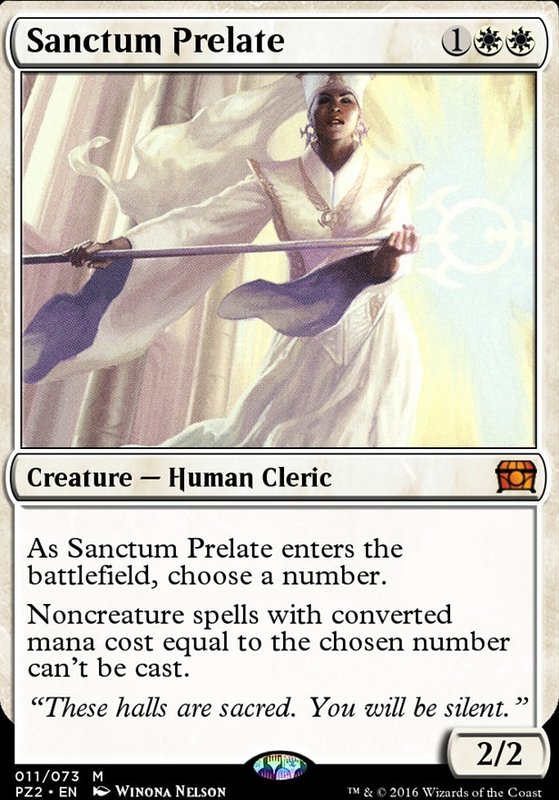 Sanctum Prelate 1
Creature — Human Cleric
As Sanctum Prelate enters the
battlefield, choose a number.
Noncreature spells with converted
mana cost equal to the chosen number
can't be cast.
“These halls are sacred. You will be silent.”
2/2
011/073 M
PZ2 • EN Winona Nelson
™ & © 2016 Wizards of the Coast